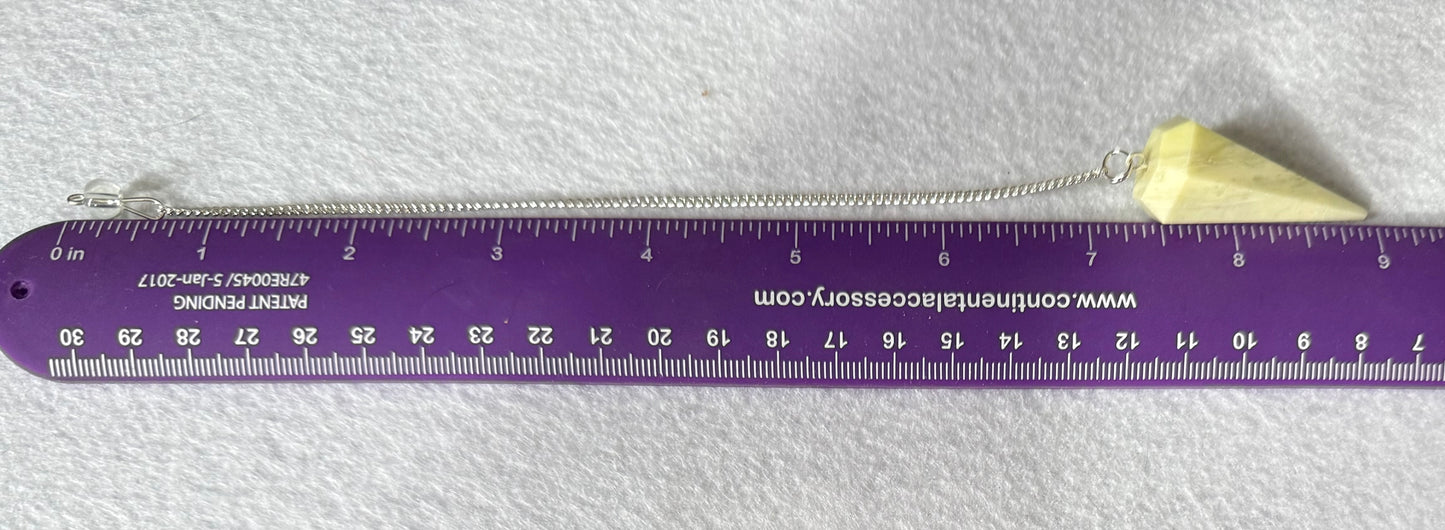 0 in 1 2 3 4 5 6 7 8 9
47RE0045/ 5-Jan-2017
PATENT PENDING
www.continentalaccessory.com
30 29 28 27 26 25 24 23 22 21 20 19 18 17 16 15 14 13 12 11 10 9 8 7